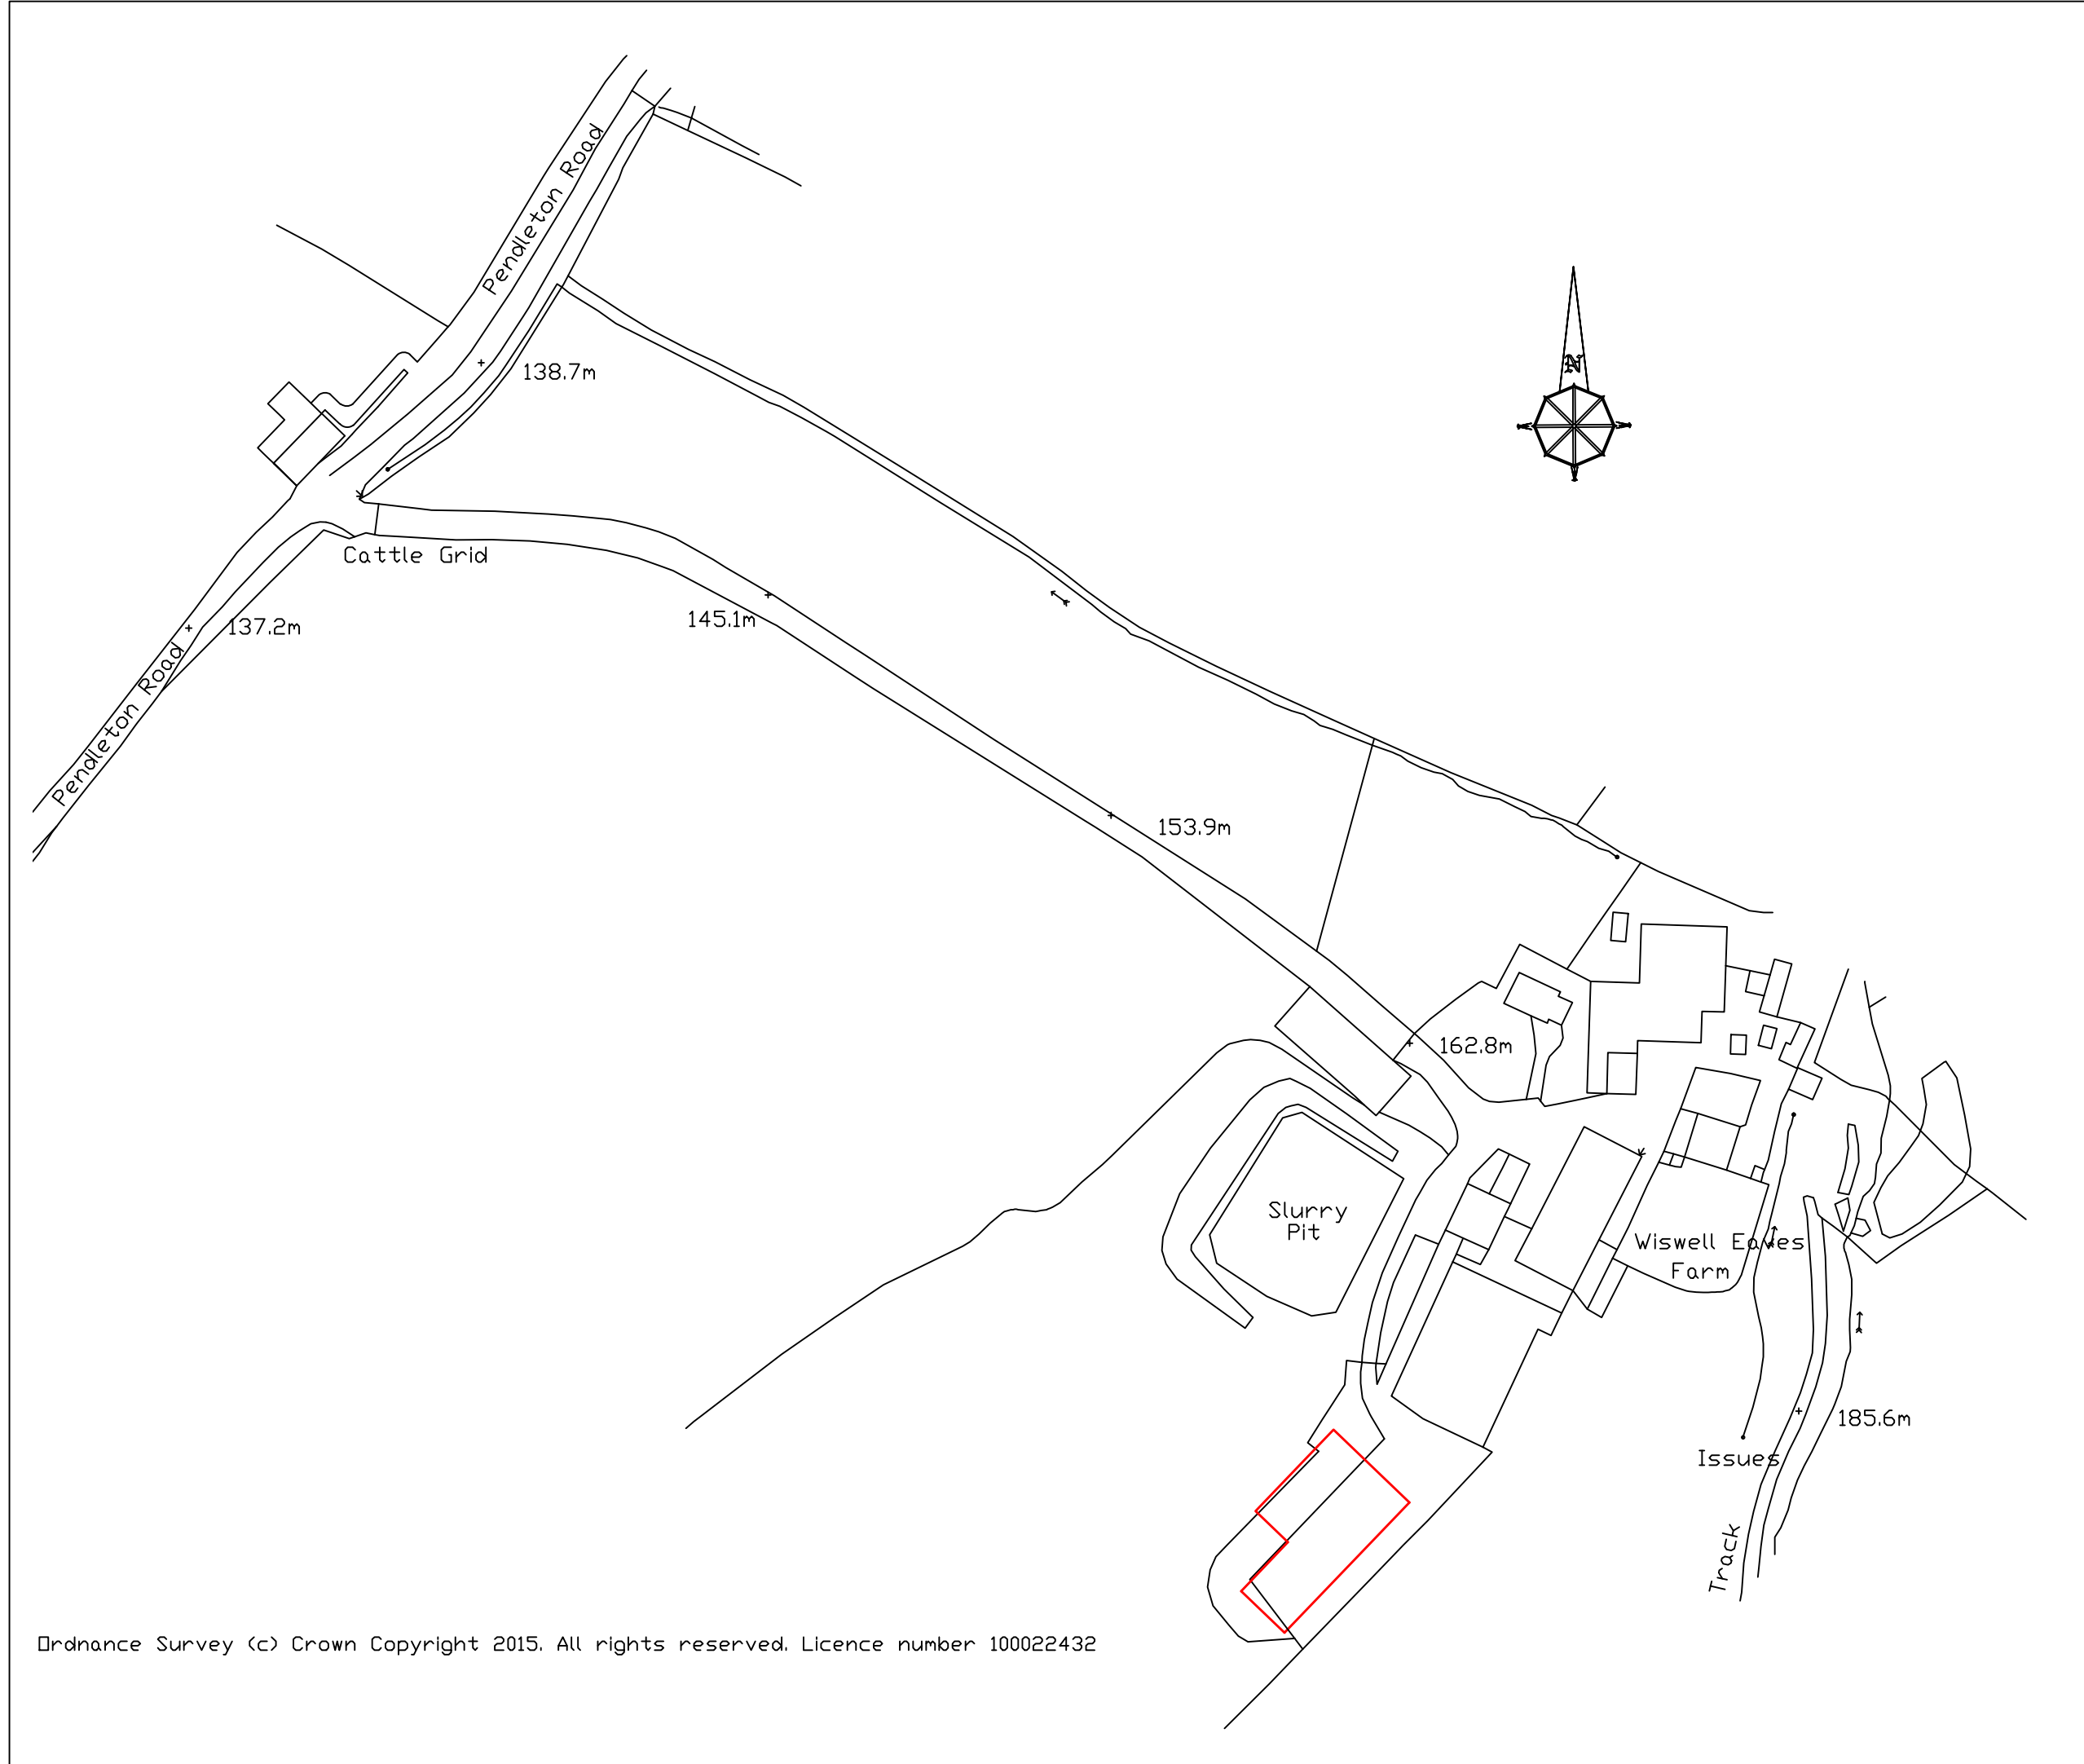 Pendleton Road
N
138.7m
Cattle Grid
145.1m
137.2m
Pendleton Road
153.9m
162.8m
Slurry
Pit
Wiswell Eaves
Farm
185.6m
Issues
Track
Ordnance Survey (c) Crown Copyright 2015. All rights reserved. Licence number 100022432